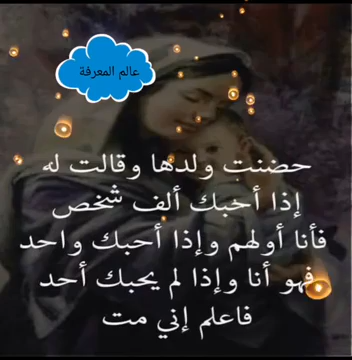 عالم المعرفة
حضنت ولدها وقالت له
إذا أحبك ألف شخص
فأنا أولهم وإذا أحبك واحد
فهو أنا وإذا لم يحبك أحد
فاعلم إني مت